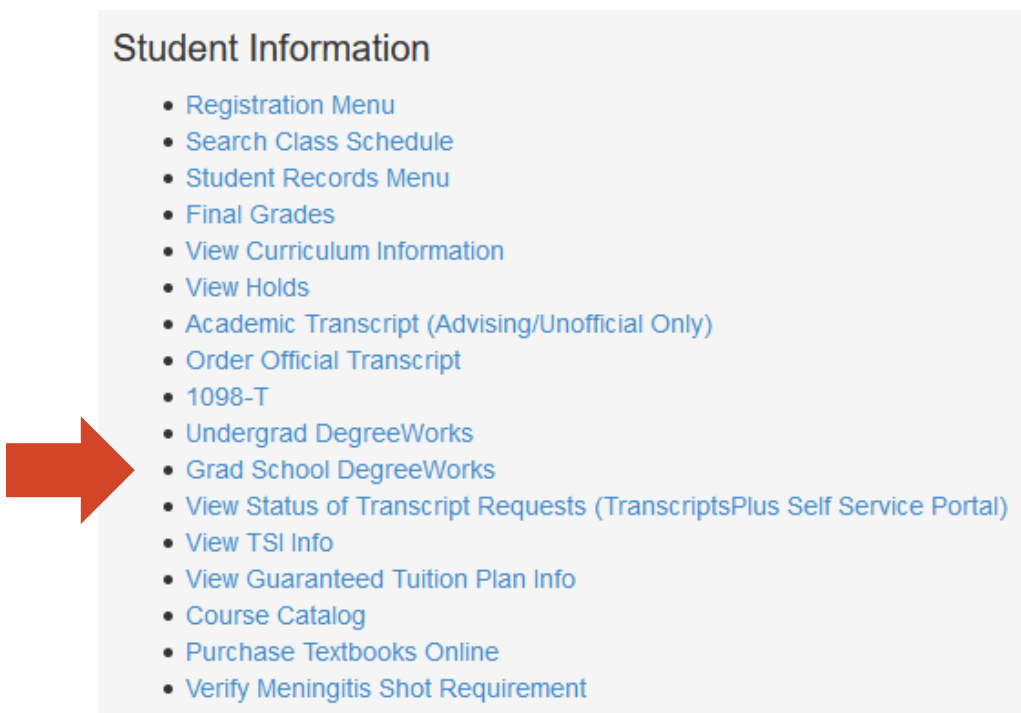 Student Information
Registration Menu
Search Class Schedule
Student Records Menu
Final Grades
View Curriculum Information
View Holds
Academic Transcript (Advising/Unofficial Only)
Order Official Transcript
1098-T
Undergrad DegreeWorks
Grad School DegreeWorks
View Status of Transcript Requests (TranscriptsPlus Self Service Portal)
View TSI Info
View Guaranteed Tuition Plan Info
Course Catalog
Purchase Textbooks Online
Verify Meningitis Shot Requirement